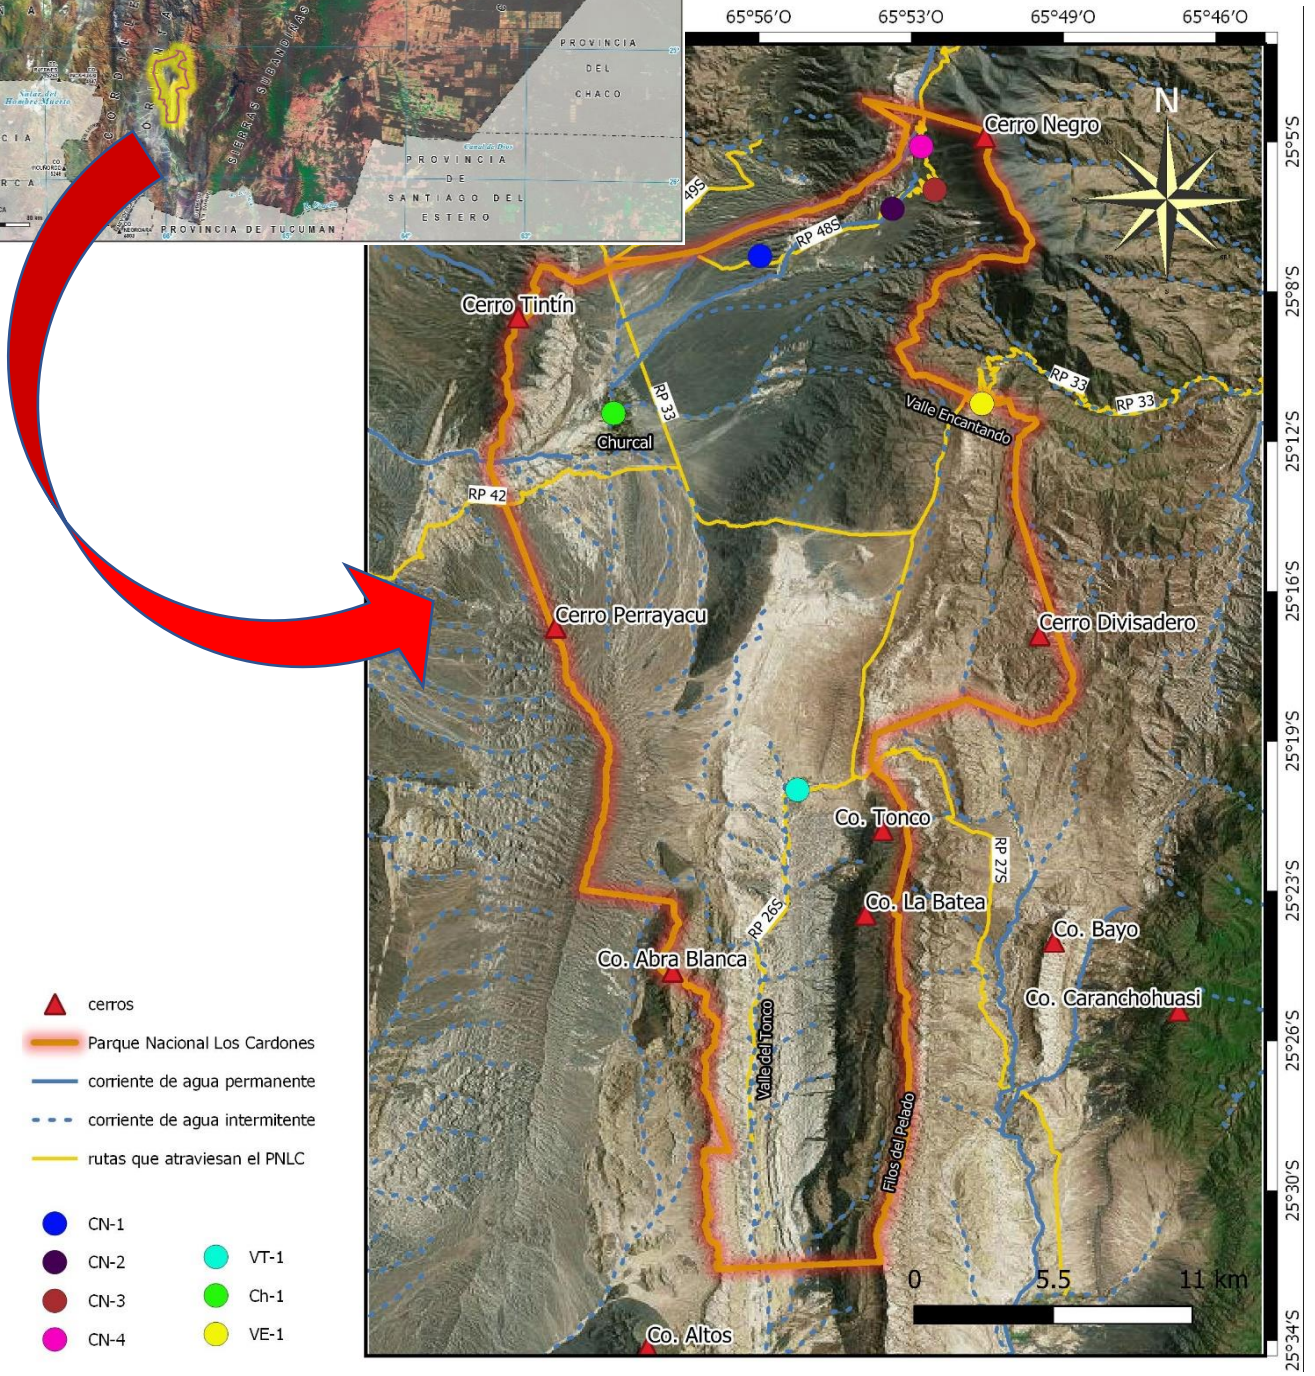 PROVINCIA
DEL
CHACO
SIERRAS SUBANDINAS
Salar del
Hombre Muerto
PROVINCIA
DE
SANTIAGO DEL
ESTERO
PROVINCIA DE TUCUMAN
65°56'O
65°53'O
65°49'O
65°46'O
N
Cerro Negro
25°5'S
49S
RP 48S
25°8'S
Cerro Tintín
RP 33
RP 33
RP 33
Valle Encantando
Churcal
25°12'S
RP 42
25°16'S
Cerro Perrayacu
Cerro Divisadero
25°19'S
Co. Tonco
RP 27S
25°23'S
Co. La Batea
RP 26S
Co. Bayo
Co. Abra Blanca
Co. Caranchohuasi
25°26'S
Valle del Tonco
Filos del Pelado
25°30'S
0 5.5 11 km
Co. Altos
25°34'S
cerros
Parque Nacional Los Cardones
corriente de agua permanente
corriente de agua intermitente
rutas que atraviesan el PNLC
CN-1
CN-2
CN-3
CN-4
VT-1
Ch-1
VE-1